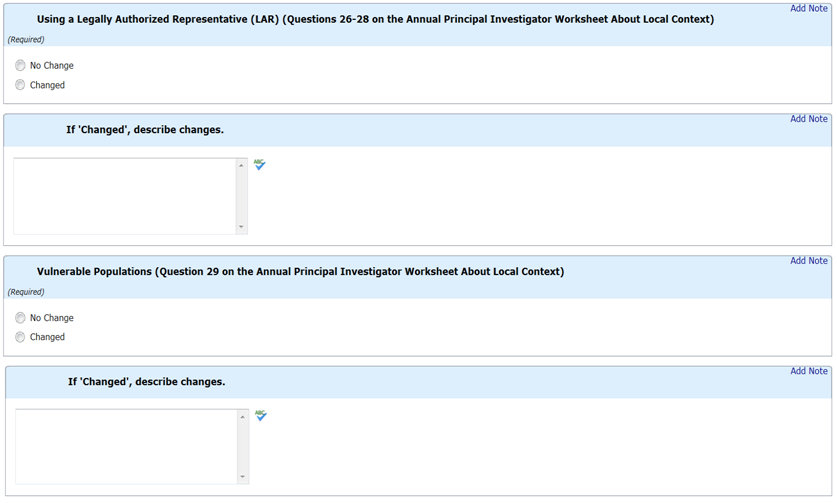 Add Note
Using a Legally Authorized Representative (LAR) (Questions 26-28 on the Annual Principal Investigator Worksheet About Local Context)
(Required)
No Change
Changed
Add Note
If 'Changed', describe changes.
ABC
Add Note
Vulnerable Populations (Question 29 on the Annual Principal Investigator Worksheet About Local Context)
(Required)
No Change
Changed
Add Note
If 'Changed', describe changes.
ABC